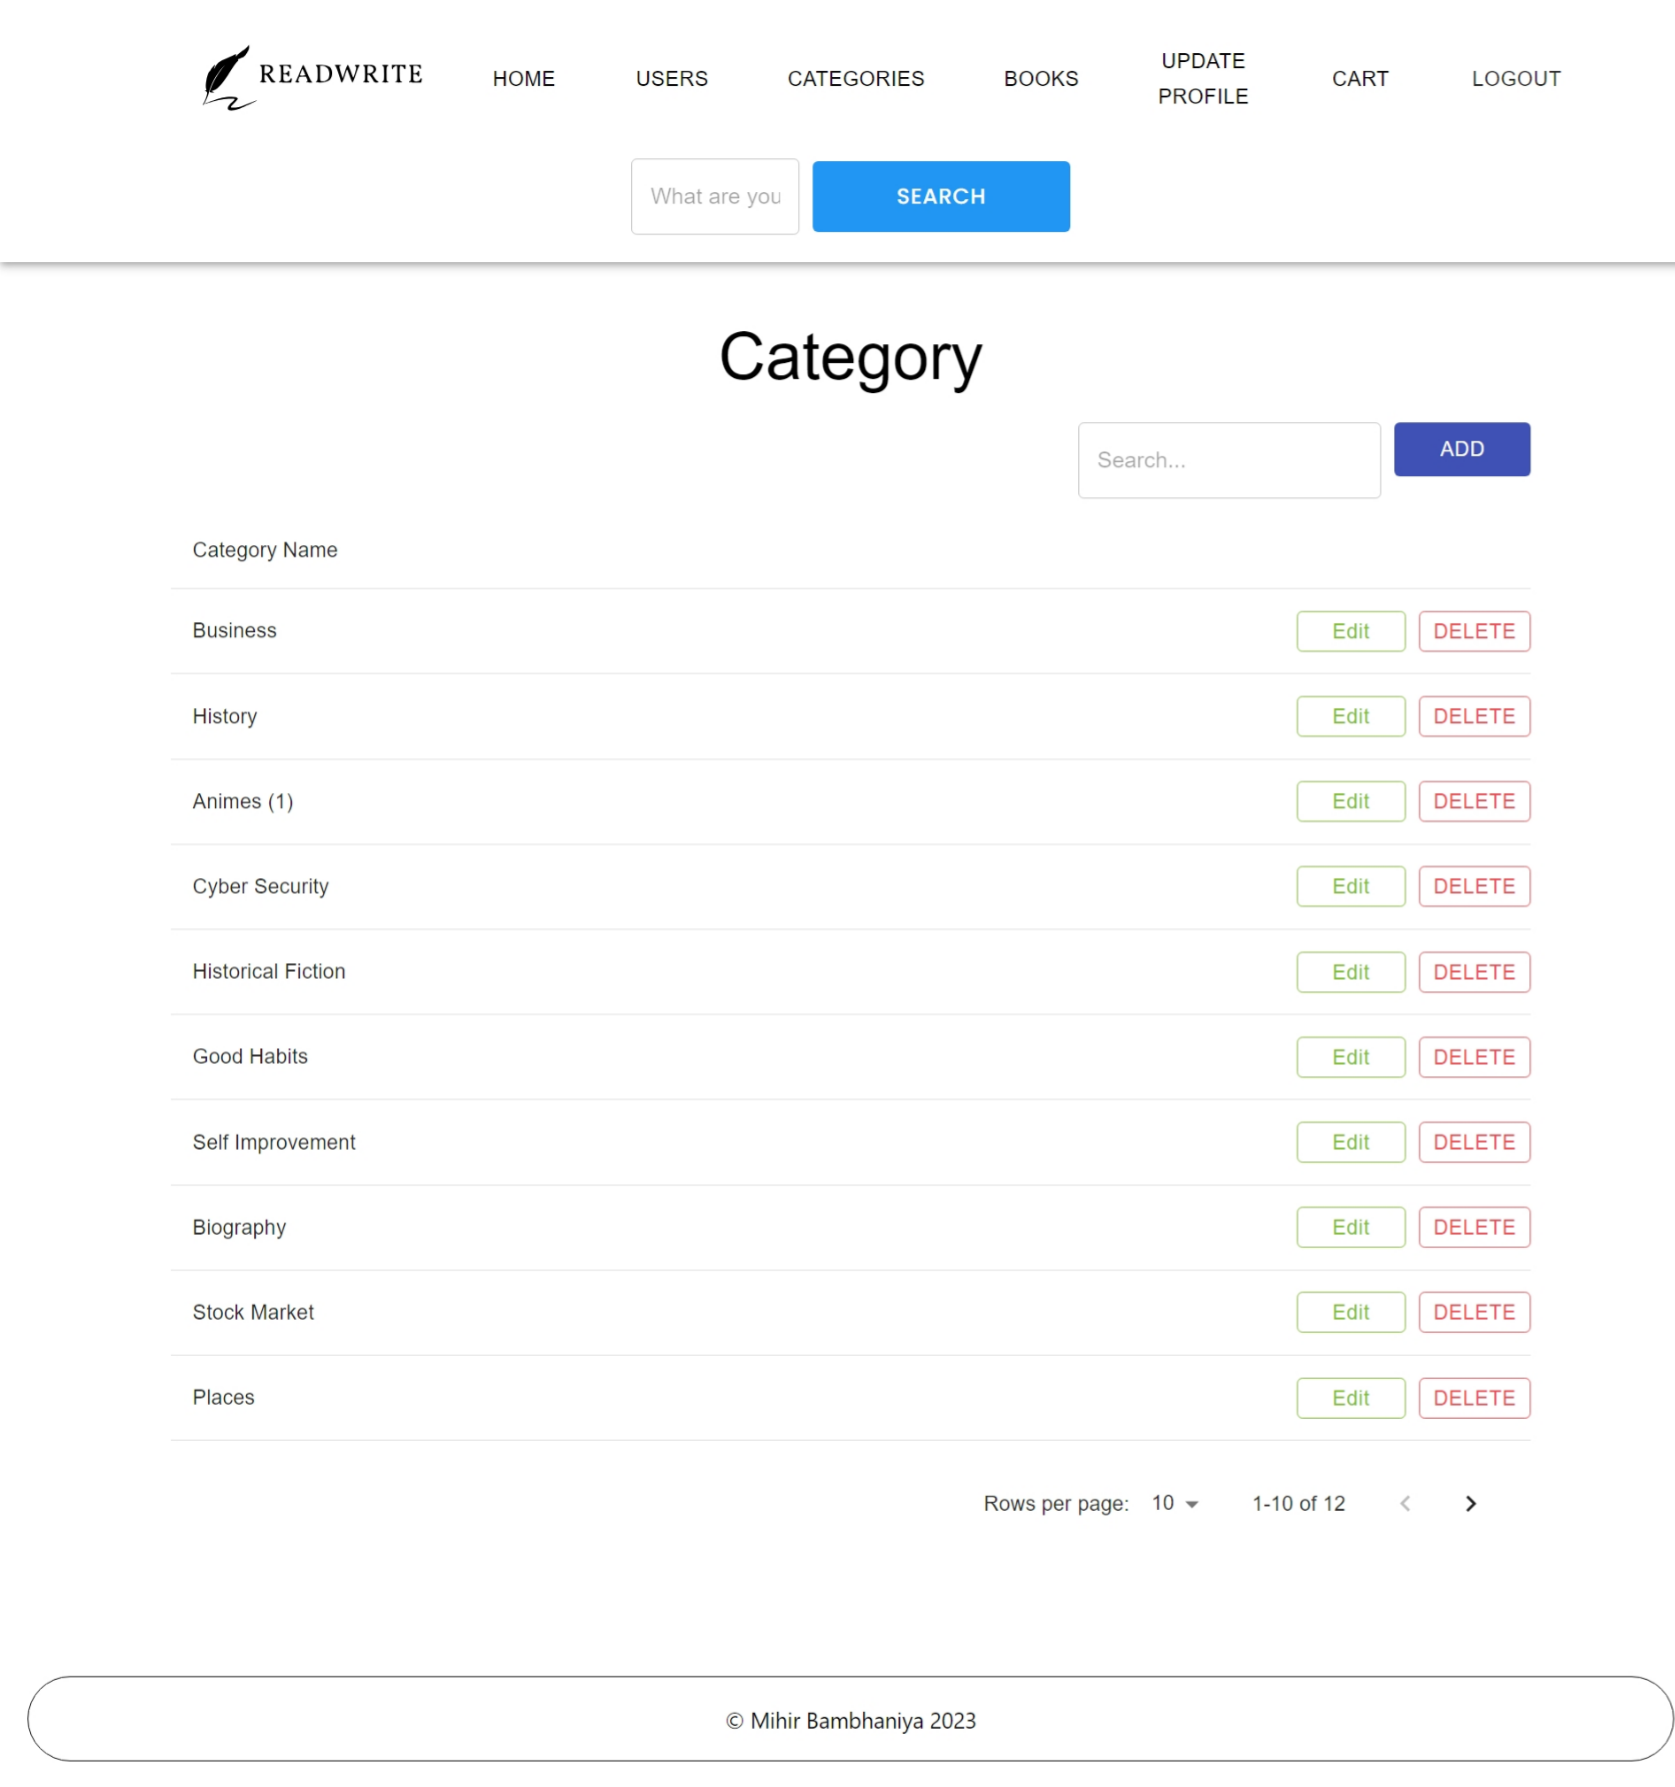 READWRITE
HOME
USERS
CATEGORIES
BOOKS
UPDATE
PROFILE
CART
LOGOUT
What are you
SEARCH
Category
Search...
ADD
Category Name
Business Edit DELETE
History Edit DELETE
Animes (1) Edit DELETE
Cyber Security Edit DELETE
Historical Fiction Edit DELETE
Good Habits Edit DELETE
Self Improvement Edit DELETE
Biography Edit DELETE
Stock Market Edit DELETE
Places Edit DELETE
Rows per page: 10 1-10 of 12
© Mihir Bambhaniya 2023